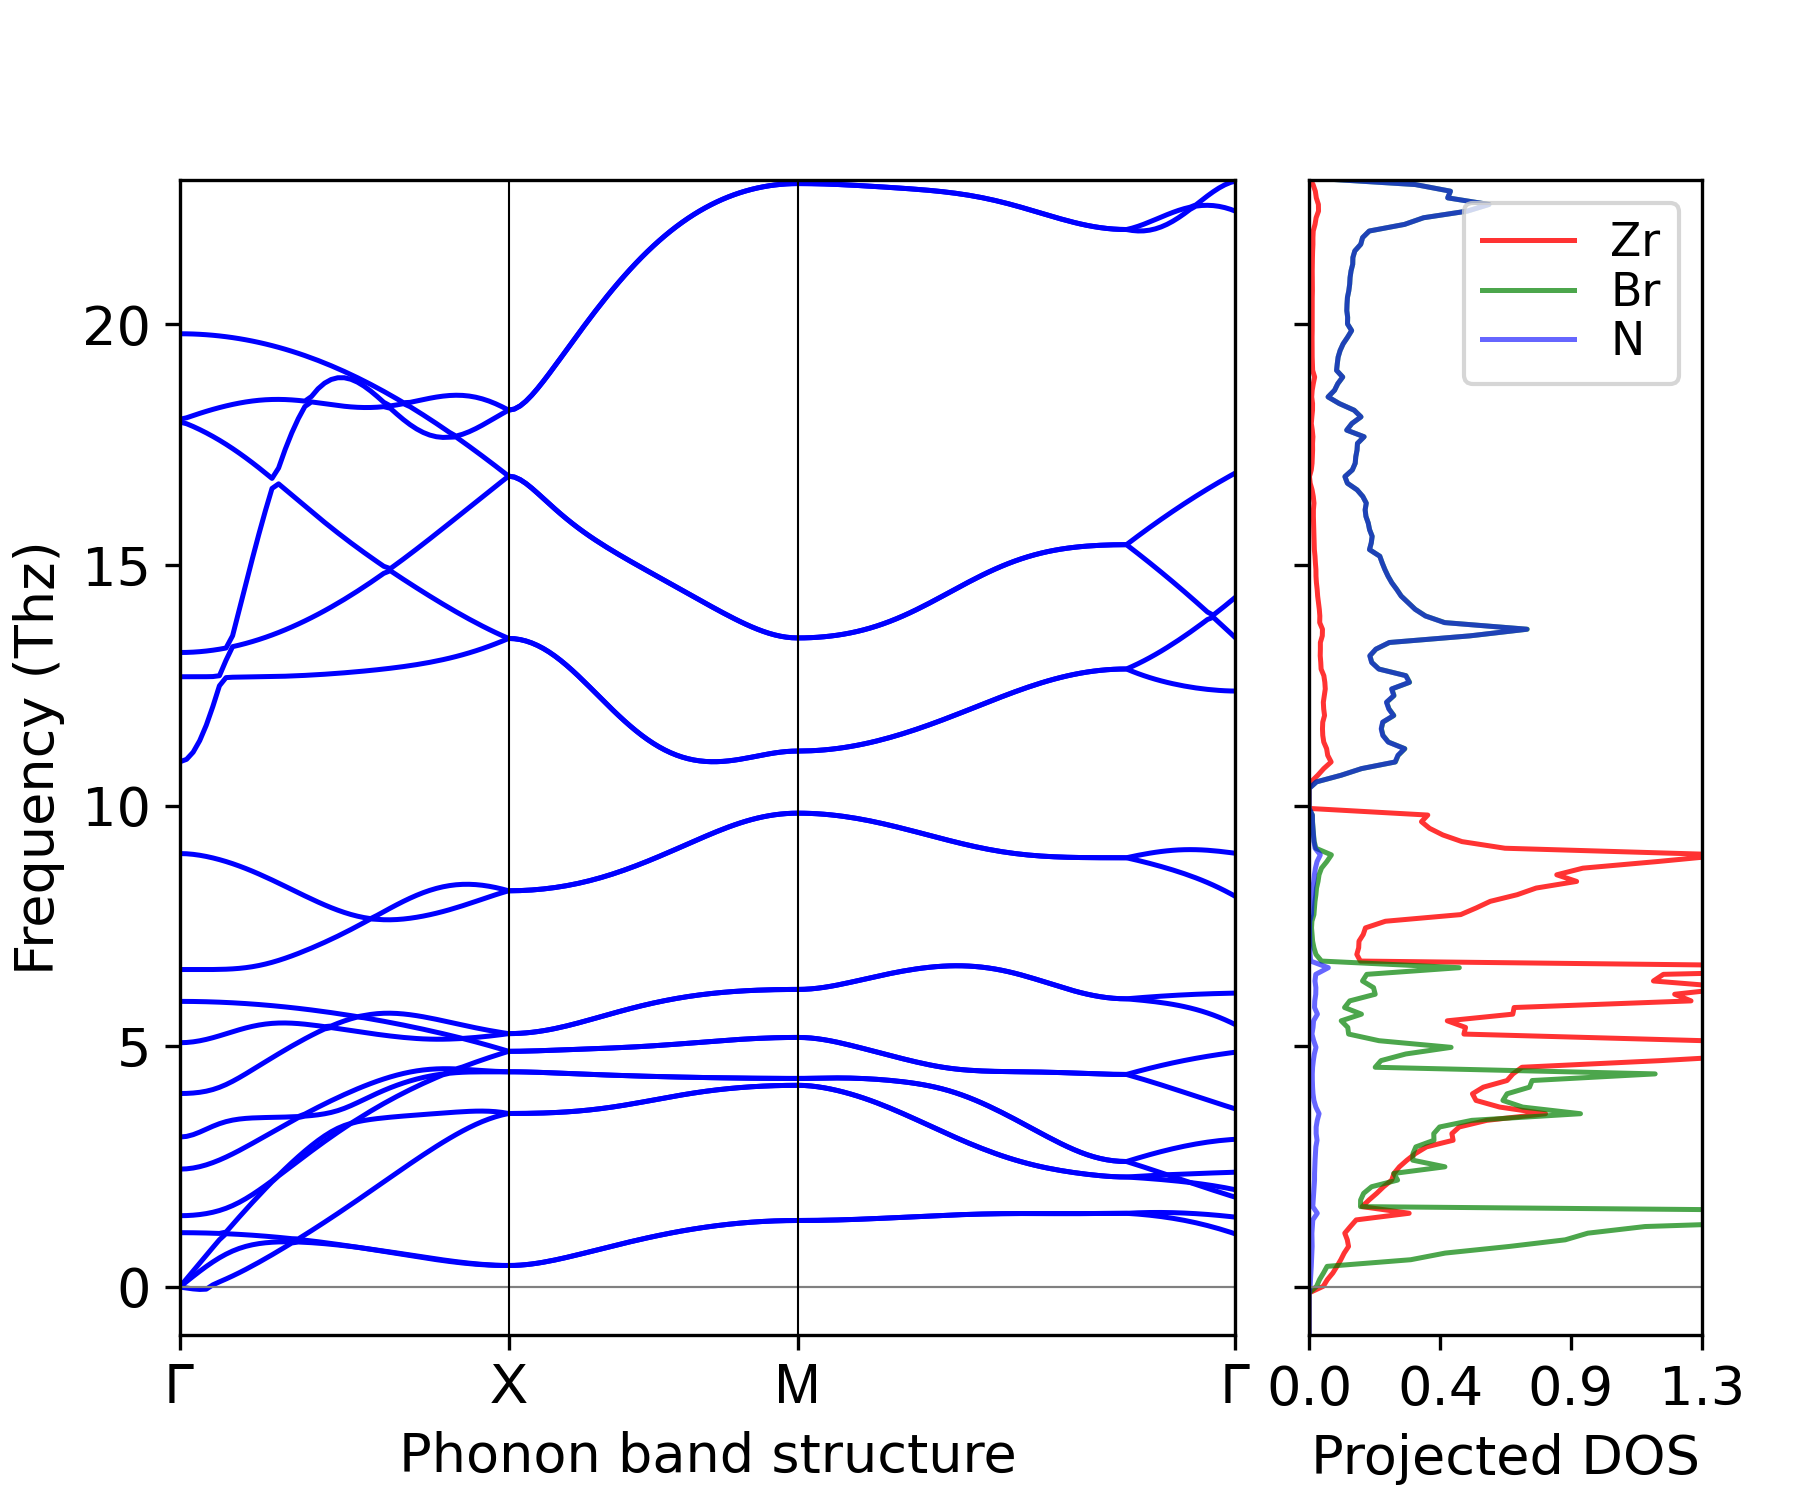 Frequency (Thz)
20
15
10
5
0
Γ X M Γ
Phonon band structure
Zr
Br
N
0.0 0.4 0.9 1.3
Projected DOS